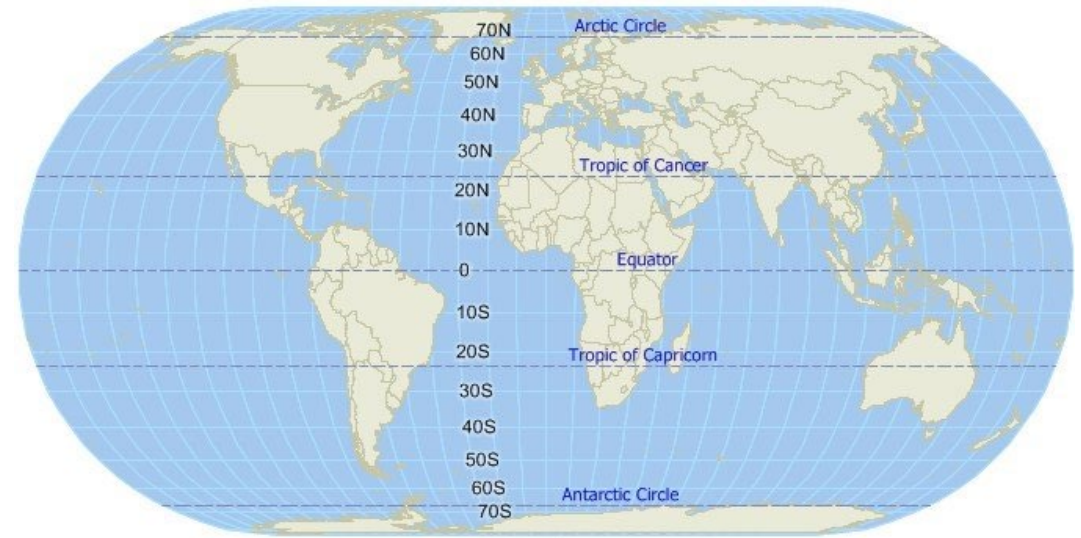 70N
Arctic Circle
60N
50N
40N
30N
Tropic of Cancer
20N
10N
Equator
0
10S
20S
Tropic of Capricorn
30S
40S
50S
60S
Antarctic Circle
70S